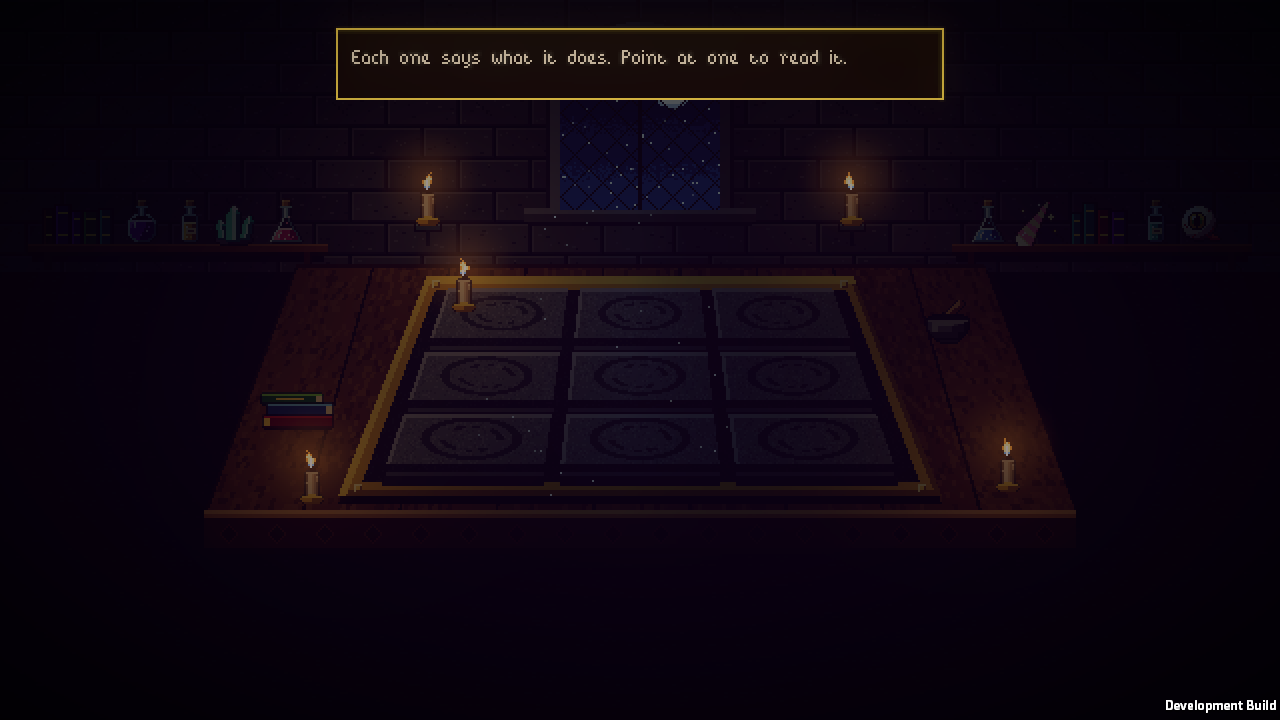 Each one says what it does. Point at one to read it.
Development Build